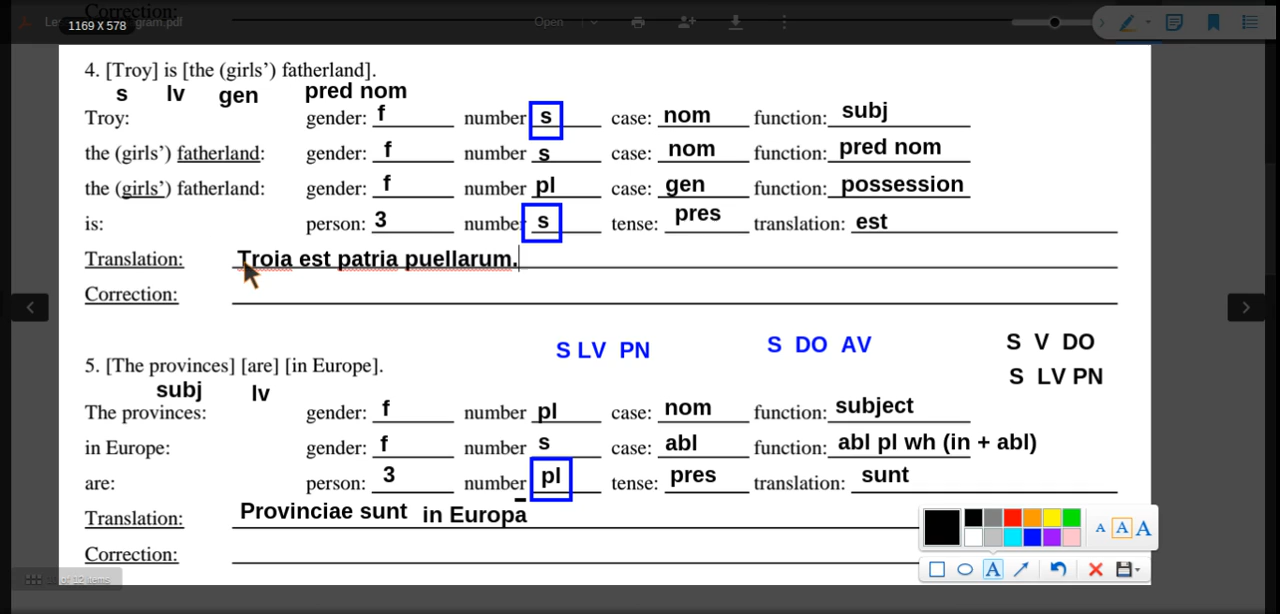 Correction:
1169 X 578
gram.pdf
Open
4. [Troy] is [the (girls’) fatherland].
s lv gen pred nom
Troy: gender: f number s case: nom function: subj
the (girls’) fatherland: gender: f number s case: nom function: pred nom
the (girls’) fatherland: gender: f number pl case: gen function: possession
is: person: 3 number s tense: pres translation: est
Translation: Troia est patria puellarum.
Correction:
S LV PN S DO AV S V DO
S LV PN
5. [The provinces] [are] [in Europe].
subj lv
The provinces: gender: f number pl case: nom function: subject
in Europe: gender: f number s case: abl function: abl pl wh (in + abl)
are: person: 3 number pl tense: pres translation: sunt
Translation: Provinciae sunt in Europa
Correction:
of 12 items
A A A
A